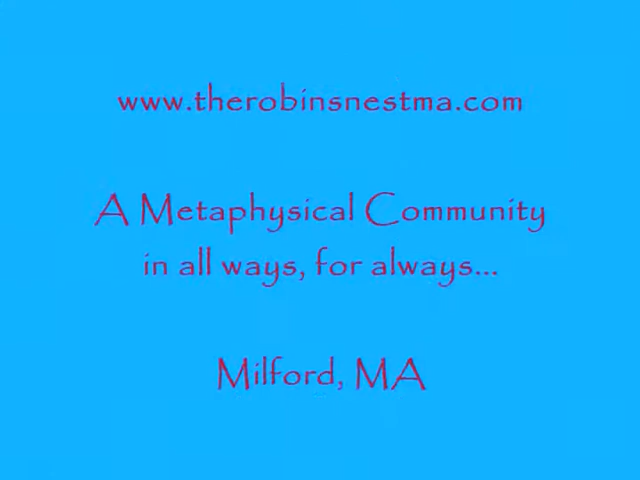 www.therobinsnestma.com
A Metaphysical Community
in all ways, for always...
Milford, MA